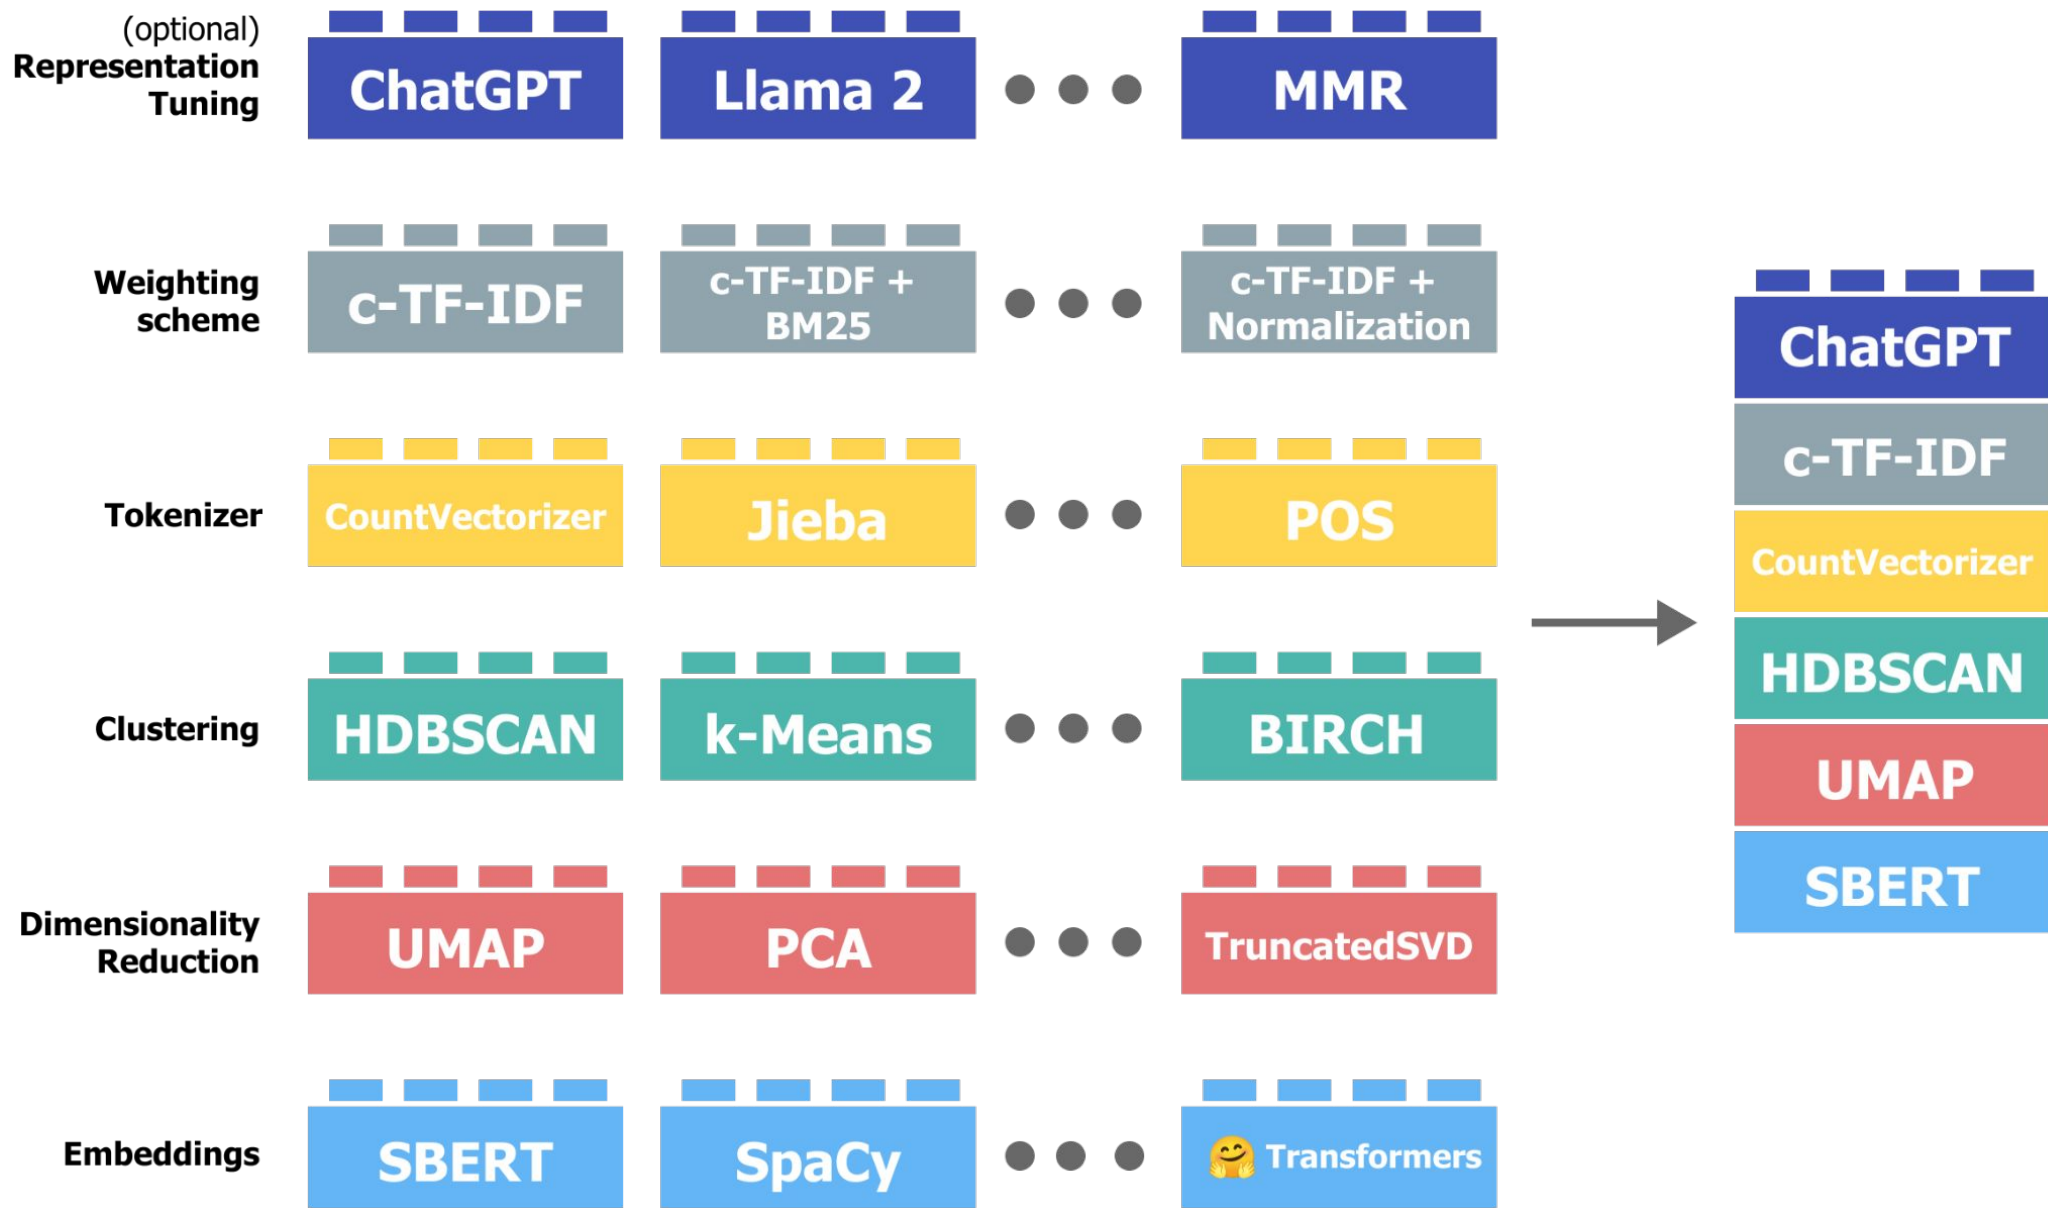 (optional)
Representation
Tuning
ChatGPT
Llama 2
MMR
Weighting
scheme
c-TF-IDF
c-TF-IDF +
BM25
c-TF-IDF +
Normalization
Tokenizer
CountVectorizer
Jieba
POS
Clustering
HDBSCAN
k-Means
BIRCH
Dimensionality
Reduction
UMAP
PCA
TruncatedSVD
Embeddings
SBERT
SpaCy
🤗 Transformers
ChatGPT
c-TF-IDF
CountVectorizer
HDBSCAN
UMAP
SBERT